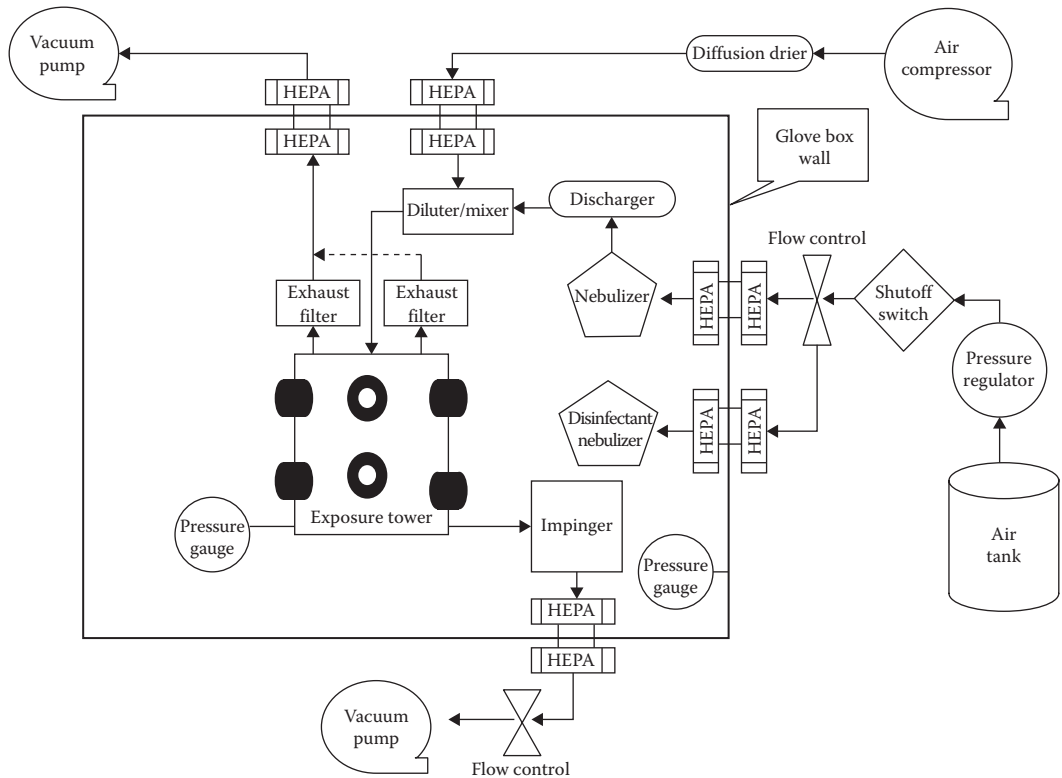 Vacuum
pump
Diffusion drier
Air
compressor
HEPA
HEPA
HEPA
HEPA
Glove box
wall
Diluter/mixer
Discharger
Flow control
Exhaust
filter
Exhaust
filter
Nebulizer
HEPA
HEPA
Shutoff
switch
Pressure
regulator
Disinfectant
nebulizer
HEPA
HEPA
Pressure
gauge
Exposure tower
Impinger
Pressure
gauge
Air
tank
HEPA
HEPA
Vacuum
pump
Flow control